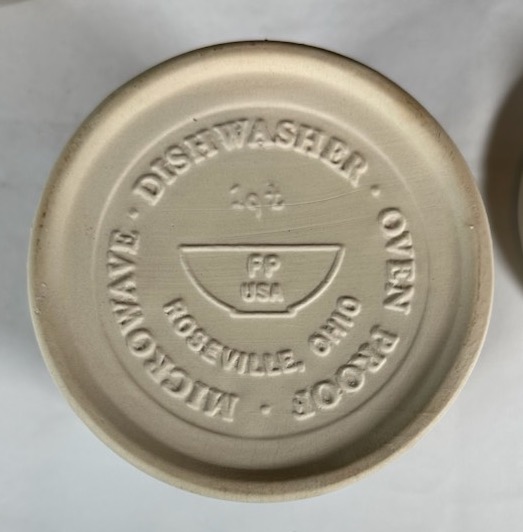 MICROWAVE · DISHWASHER · OVEN PROOF ·
1qt
FP
USA
ROSEVILLE, OHIO